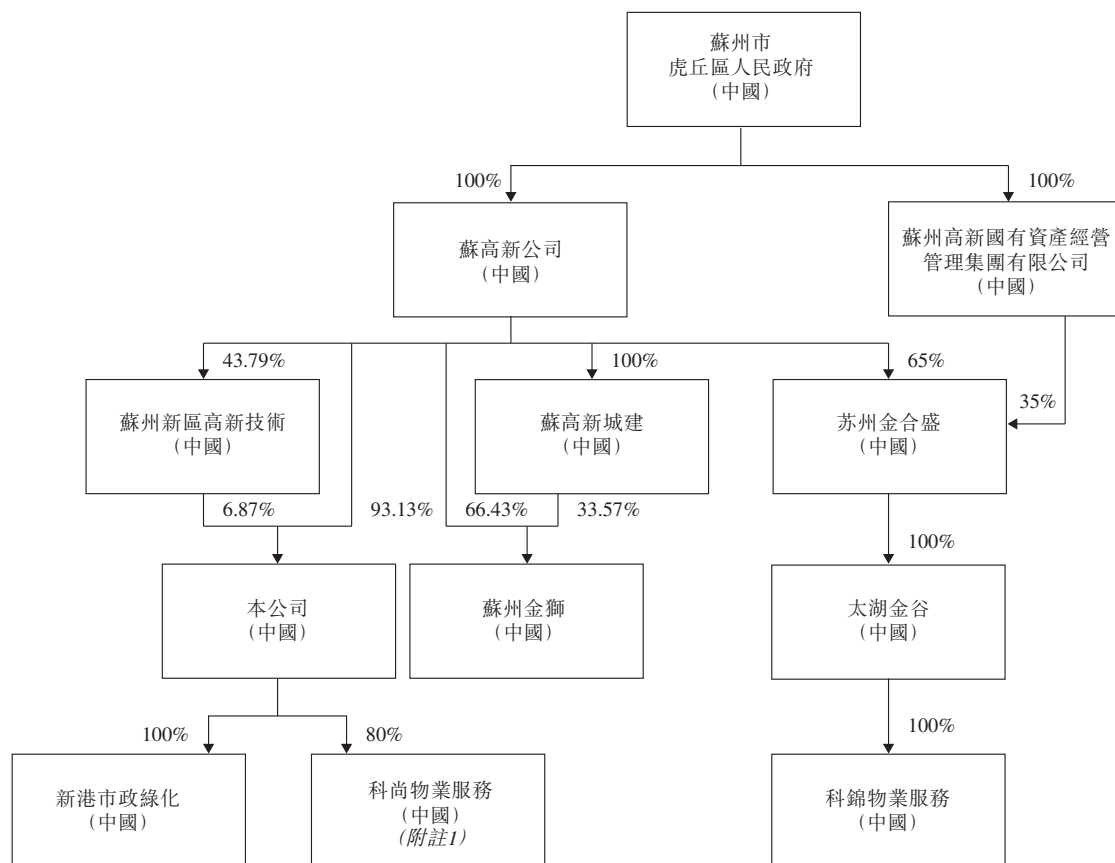 蘇州市
虎丘區人民政府
（中國）
100%
100%
蘇高新公司
（中國）
蘇州高新國有資產經營
管理集團有限公司
（中國）
43.79%
100%
65%
35%
蘇州新區高新技術
（中國）
蘇高新城建
（中國）
苏州金合盛
（中國）
6.87%
93.13%
66.43%
33.57%
100%
本公司
（中國）
蘇州金獅
（中國）
太湖金谷
（中國）
100%
80%
100%
新港市政綠化
（中國）
科尚物業服務
（中國）
（附註1）
科錦物業服務
（中國）